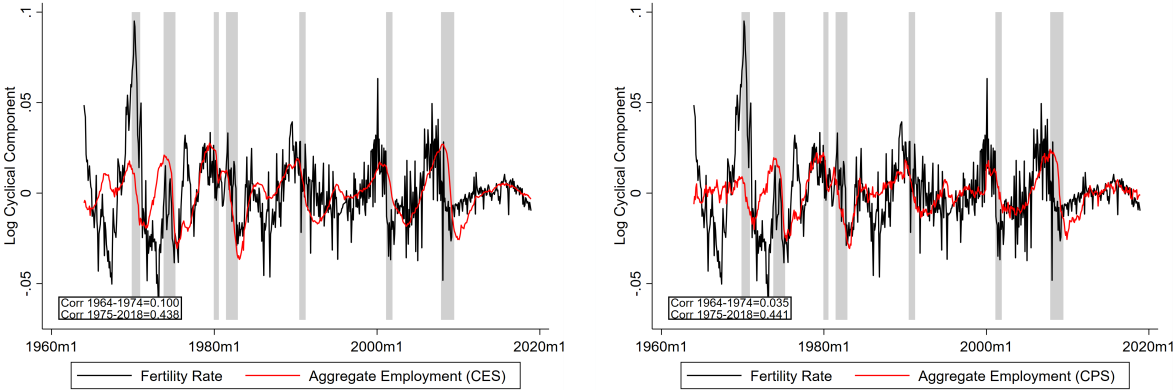 Log Cyclical Component
.1
.05
0
-.05
Corr 1964-1974=0.100
Corr 1975-2018=0.438
1960m1 1980m1 2000m1 2020m1
Fertility Rate Aggregate Employment (CES)
Log Cyclical Component
.1
.05
0
-.05
Corr 1964-1974=0.035
Corr 1975-2018=0.441
1960m1 1980m1 2000m1 2020m1
Fertility Rate Aggregate Employment (CPS)